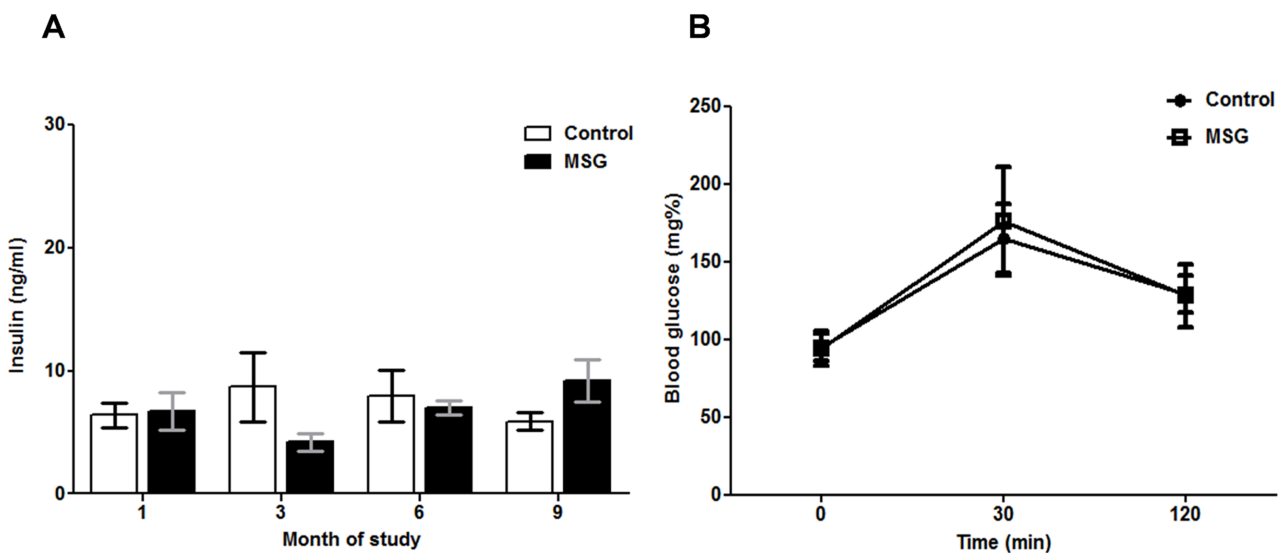 A
Insulin (ng/ml)
30
20
10
0
Control
MSG
1 3 6 9
Month of study
B
Blood glucose (mg%)
250
200
150
100
50
0
Control
MSG
0 30 120
Time (min)